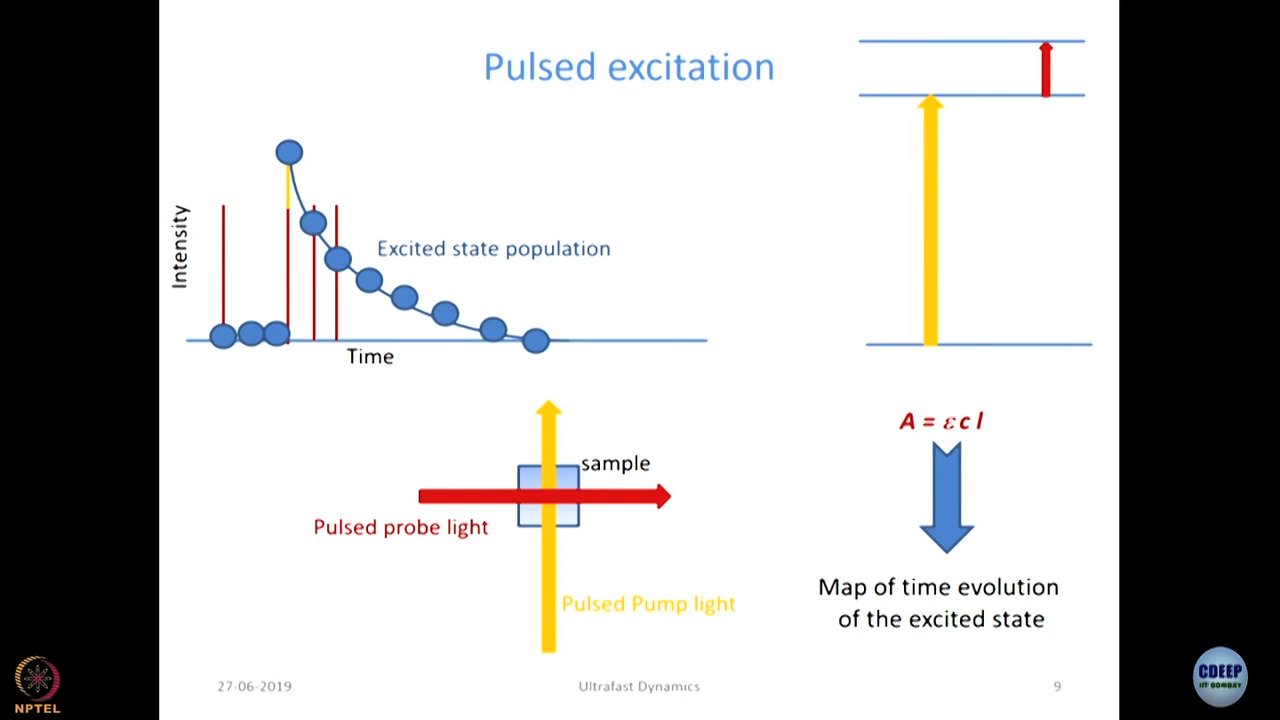 Pulsed excitation
Intensity
Excited state population
Time
sample
Pulsed probe light
Pulsed Pump light
A = εc l
Map of time evolution
of the excited state
27-06-2019
Ultrafast Dynamics
9
NPTEL
CDEEP
IIT BOMBAY